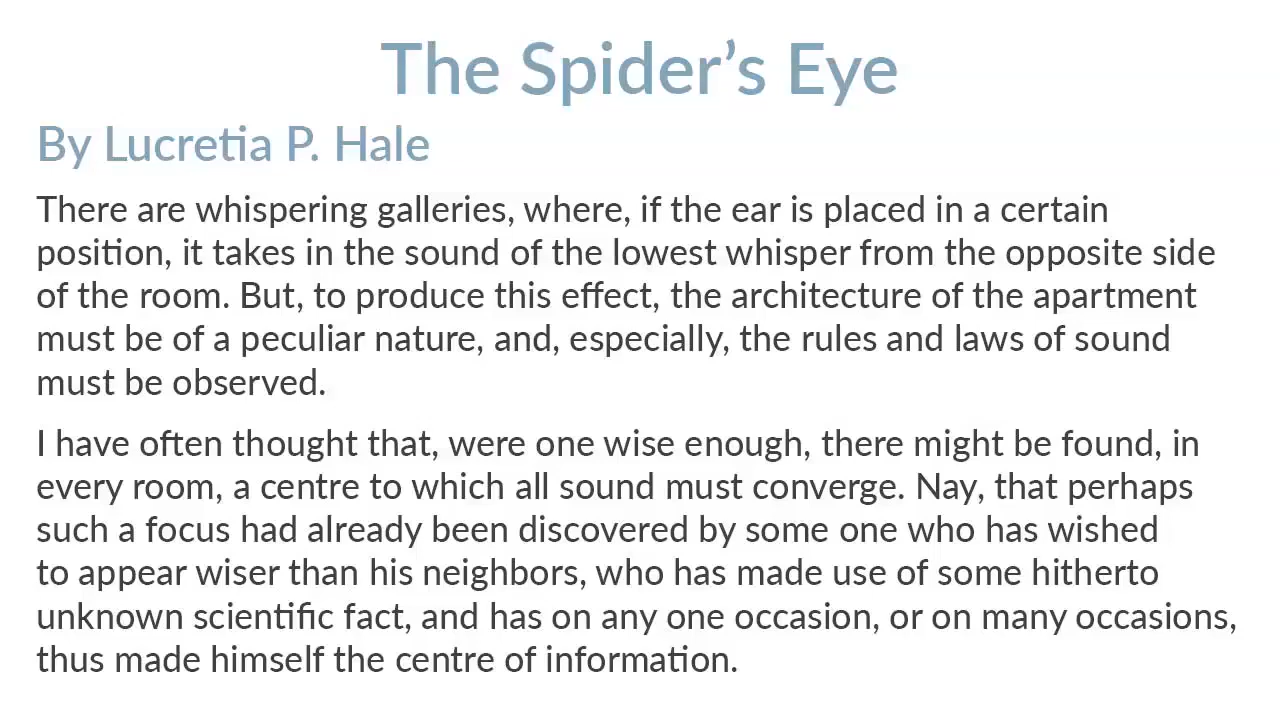 The Spider’s Eye
By Lucretia P. Hale
There are whispering galleries, where, if the ear is placed in a certain
position, it takes in the sound of the lowest whisper from the opposite side
of the room. But, to produce this effect, the architecture of the apartment
must be of a peculiar nature, and, especially, the rules and laws of sound
must be observed.
I have often thought that, were one wise enough, there might be found, in
every room, a centre to which all sound must converge. Nay, that perhaps
such a focus had already been discovered by some one who has wished
to appear wiser than his neighbors, who has made use of some hitherto
unknown scientific fact, and has on any one occasion, or on many occasions,
thus made himself the centre of information.